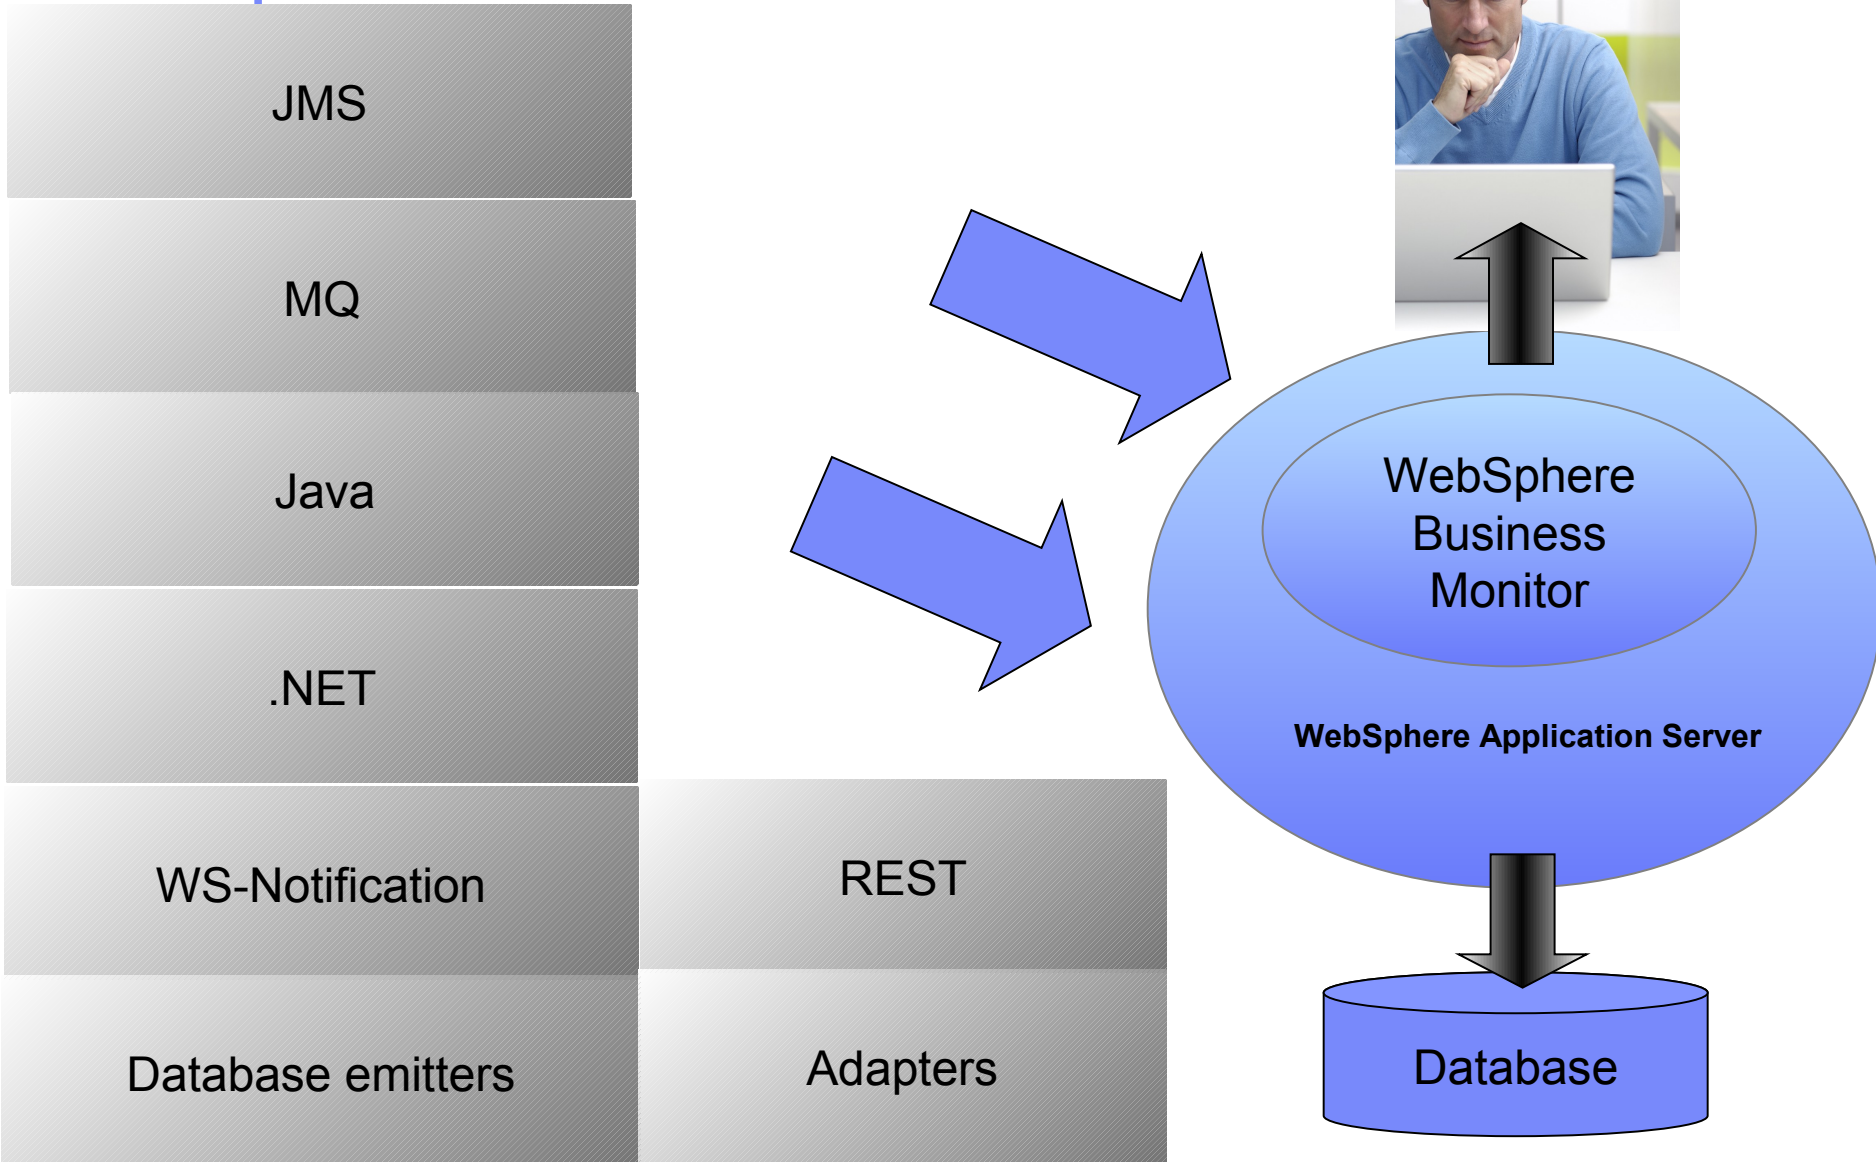 JMS
MQ
Java
.NET
WS-Notification
REST
Database emitters
Adapters
WebSphere
Business
Monitor
WebSphere Application Server
Database